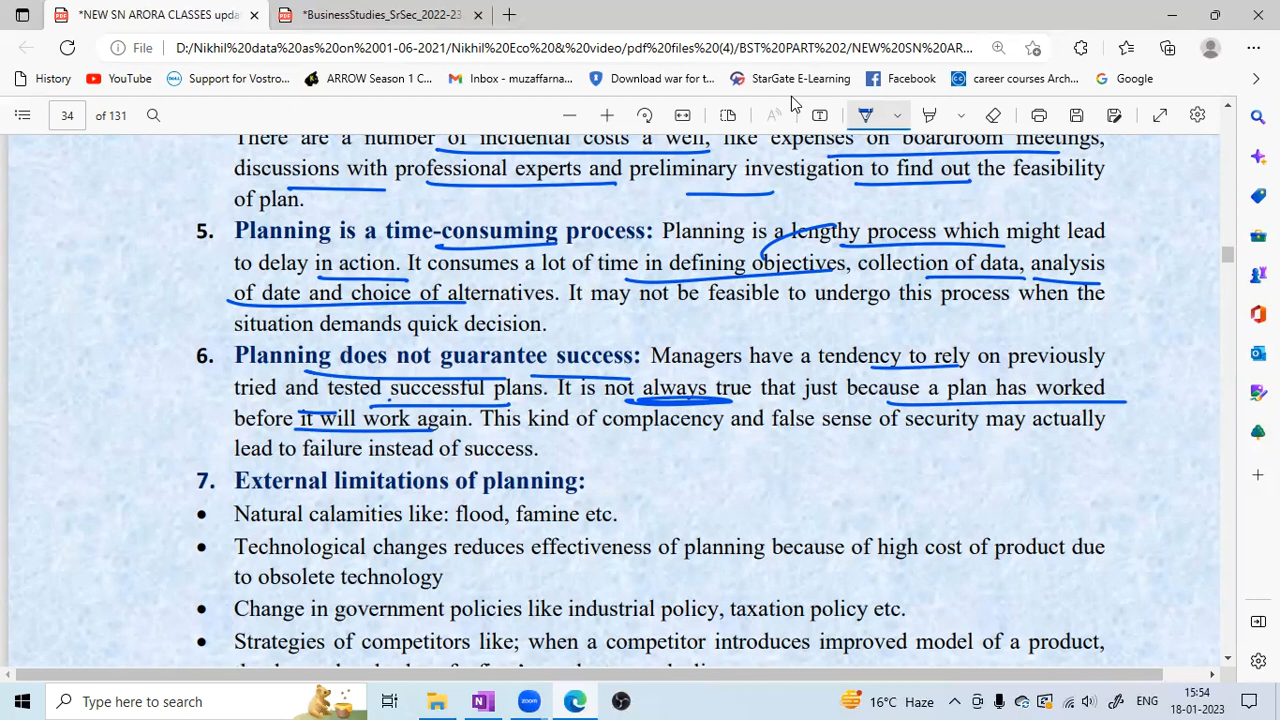 *NEW SN ARORA CLASSES upda
*BusinessStudies_SrSec_2022-23
File
D:/Nikhil%20data%20as%20on%2001-06-2021/Nikhil%20Eco%20&%20video/pdf%20files%20(4)/BST%20PART%202/NEW%20SN%20AR...
History
YouTube
Support for Vostro...
ARROW Season 1 C...
Inbox - muzaffarna...
Download war for t...
StarGate E-Learning
Facebook
career courses Arch...
Google
34 of 131
There are a number of incidental costs a well, like expenses on boardroom meetings,
discussions with professional experts and preliminary investigation to find out the feasibility
of plan.
5. Planning is a time-consuming process: Planning is a lengthy process which might lead
to delay in action. It consumes a lot of time in defining objectives, collection of data, analysis
of date and choice of alternatives. It may not be feasible to undergo this process when the
situation demands quick decision.
6. Planning does not guarantee success: Managers have a tendency to rely on previously
tried and tested successful plans. It is not always true that just because a plan has worked
before it will work again. This kind of complacency and false sense of security may actually
lead to failure instead of success.
7. External limitations of planning:
• Natural calamities like: flood, famine etc.
• Technological changes reduces effectiveness of planning because of high cost of product due
to obsolete technology
• Change in government policies like industrial policy, taxation policy etc.
• Strategies of competitors like; when a competitor introduces improved model of a product,
Type here to search
16°C Haze
ENG
15:54
18-01-2023